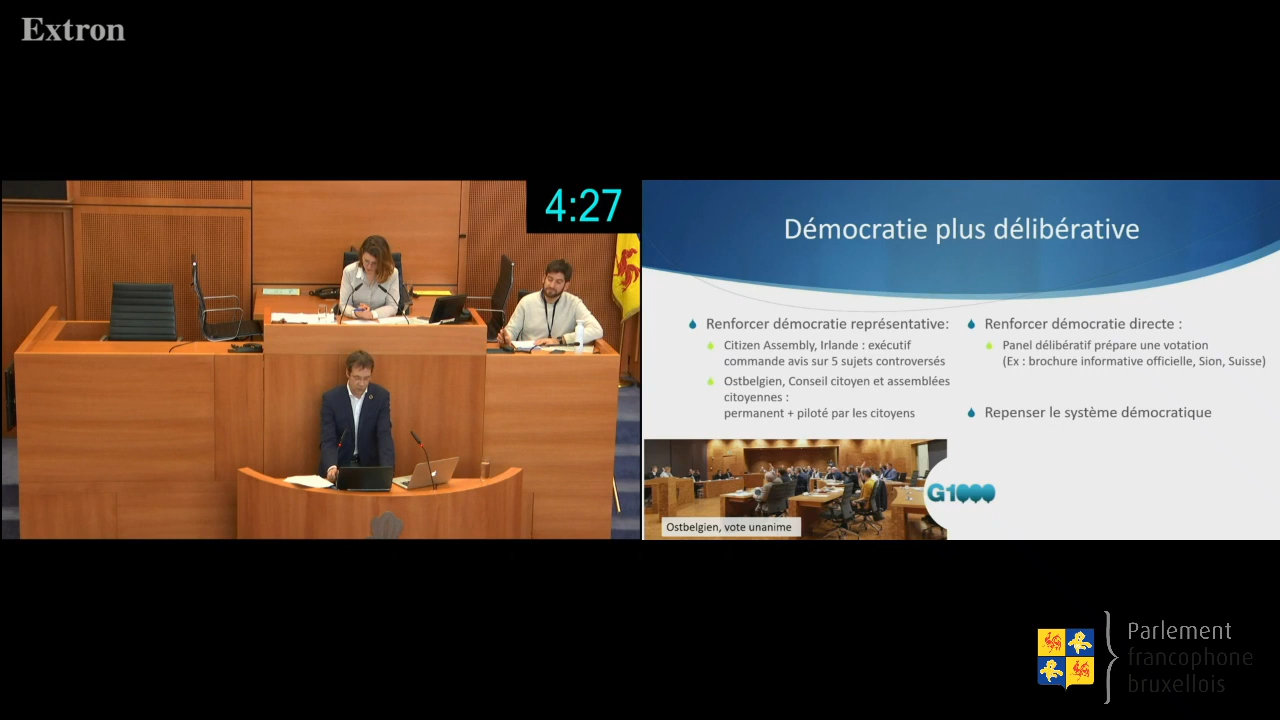 Extron
4:27
Démocratie plus délibérative
Renforcer démocratie représentative:
Citizen Assembly, Irlande : exécutif
commande avis sur 5 sujets controversés
Ostbelgien, Conseil citoyen et assemblées
citoyennes :
permanent + piloté par les citoyens
Renforcer démocratie directe :
Panel délibératif prépare une votation
(Ex : brochure informative officielle, Sion, Suisse)
Repenser le système démocratique
G1000
Ostbelgien, vote unanime
Parlement
francophone
bruxellois